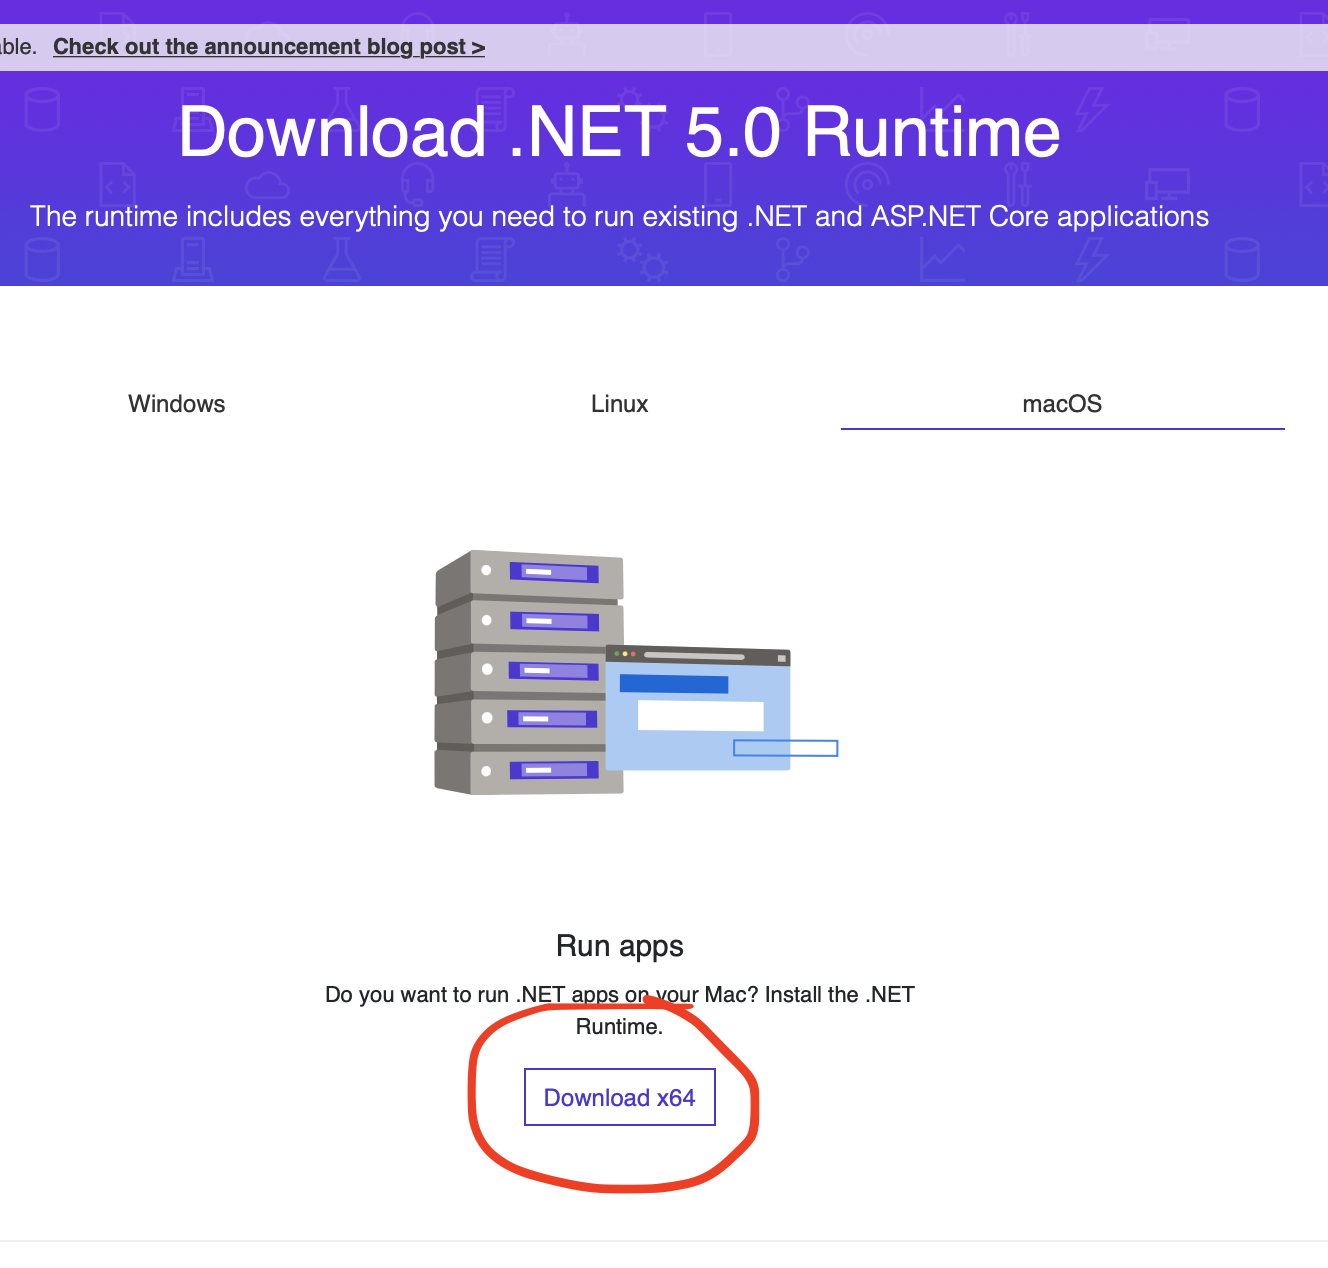 able. Check out the announcement blog post >
Download .NET 5.0 Runtime
The runtime includes everything you need to run existing .NET and ASP.NET Core applications
Windows
Linux
macOS
Run apps
Do you want to run .NET apps on your Mac? Install the .NET
Runtime.
Download x64